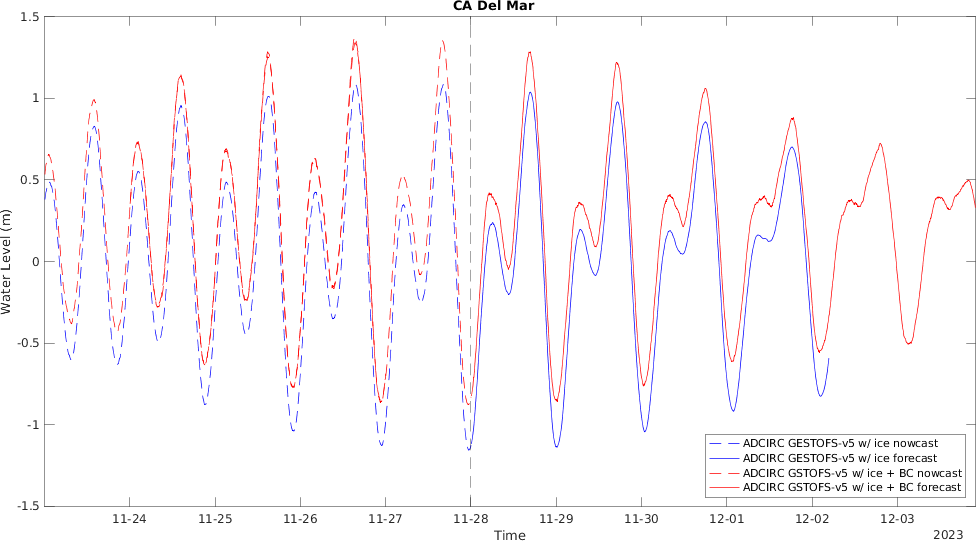 CA Del Mar
1.5
1
0.5
0
-0.5
-1
-1.5
Water Level (m)
11-24 11-25 11-26 11-27 11-28 11-29 11-30 12-01 12-02 12-03
Time
2023
ADCIRC GESTOFS-v5 w/ ice nowcast
ADCIRC GESTOFS-v5 w/ ice forecast
ADCIRC GSTOFS-v5 w/ ice + BC nowcast
ADCIRC GSTOFS-v5 w/ ice + BC forecast